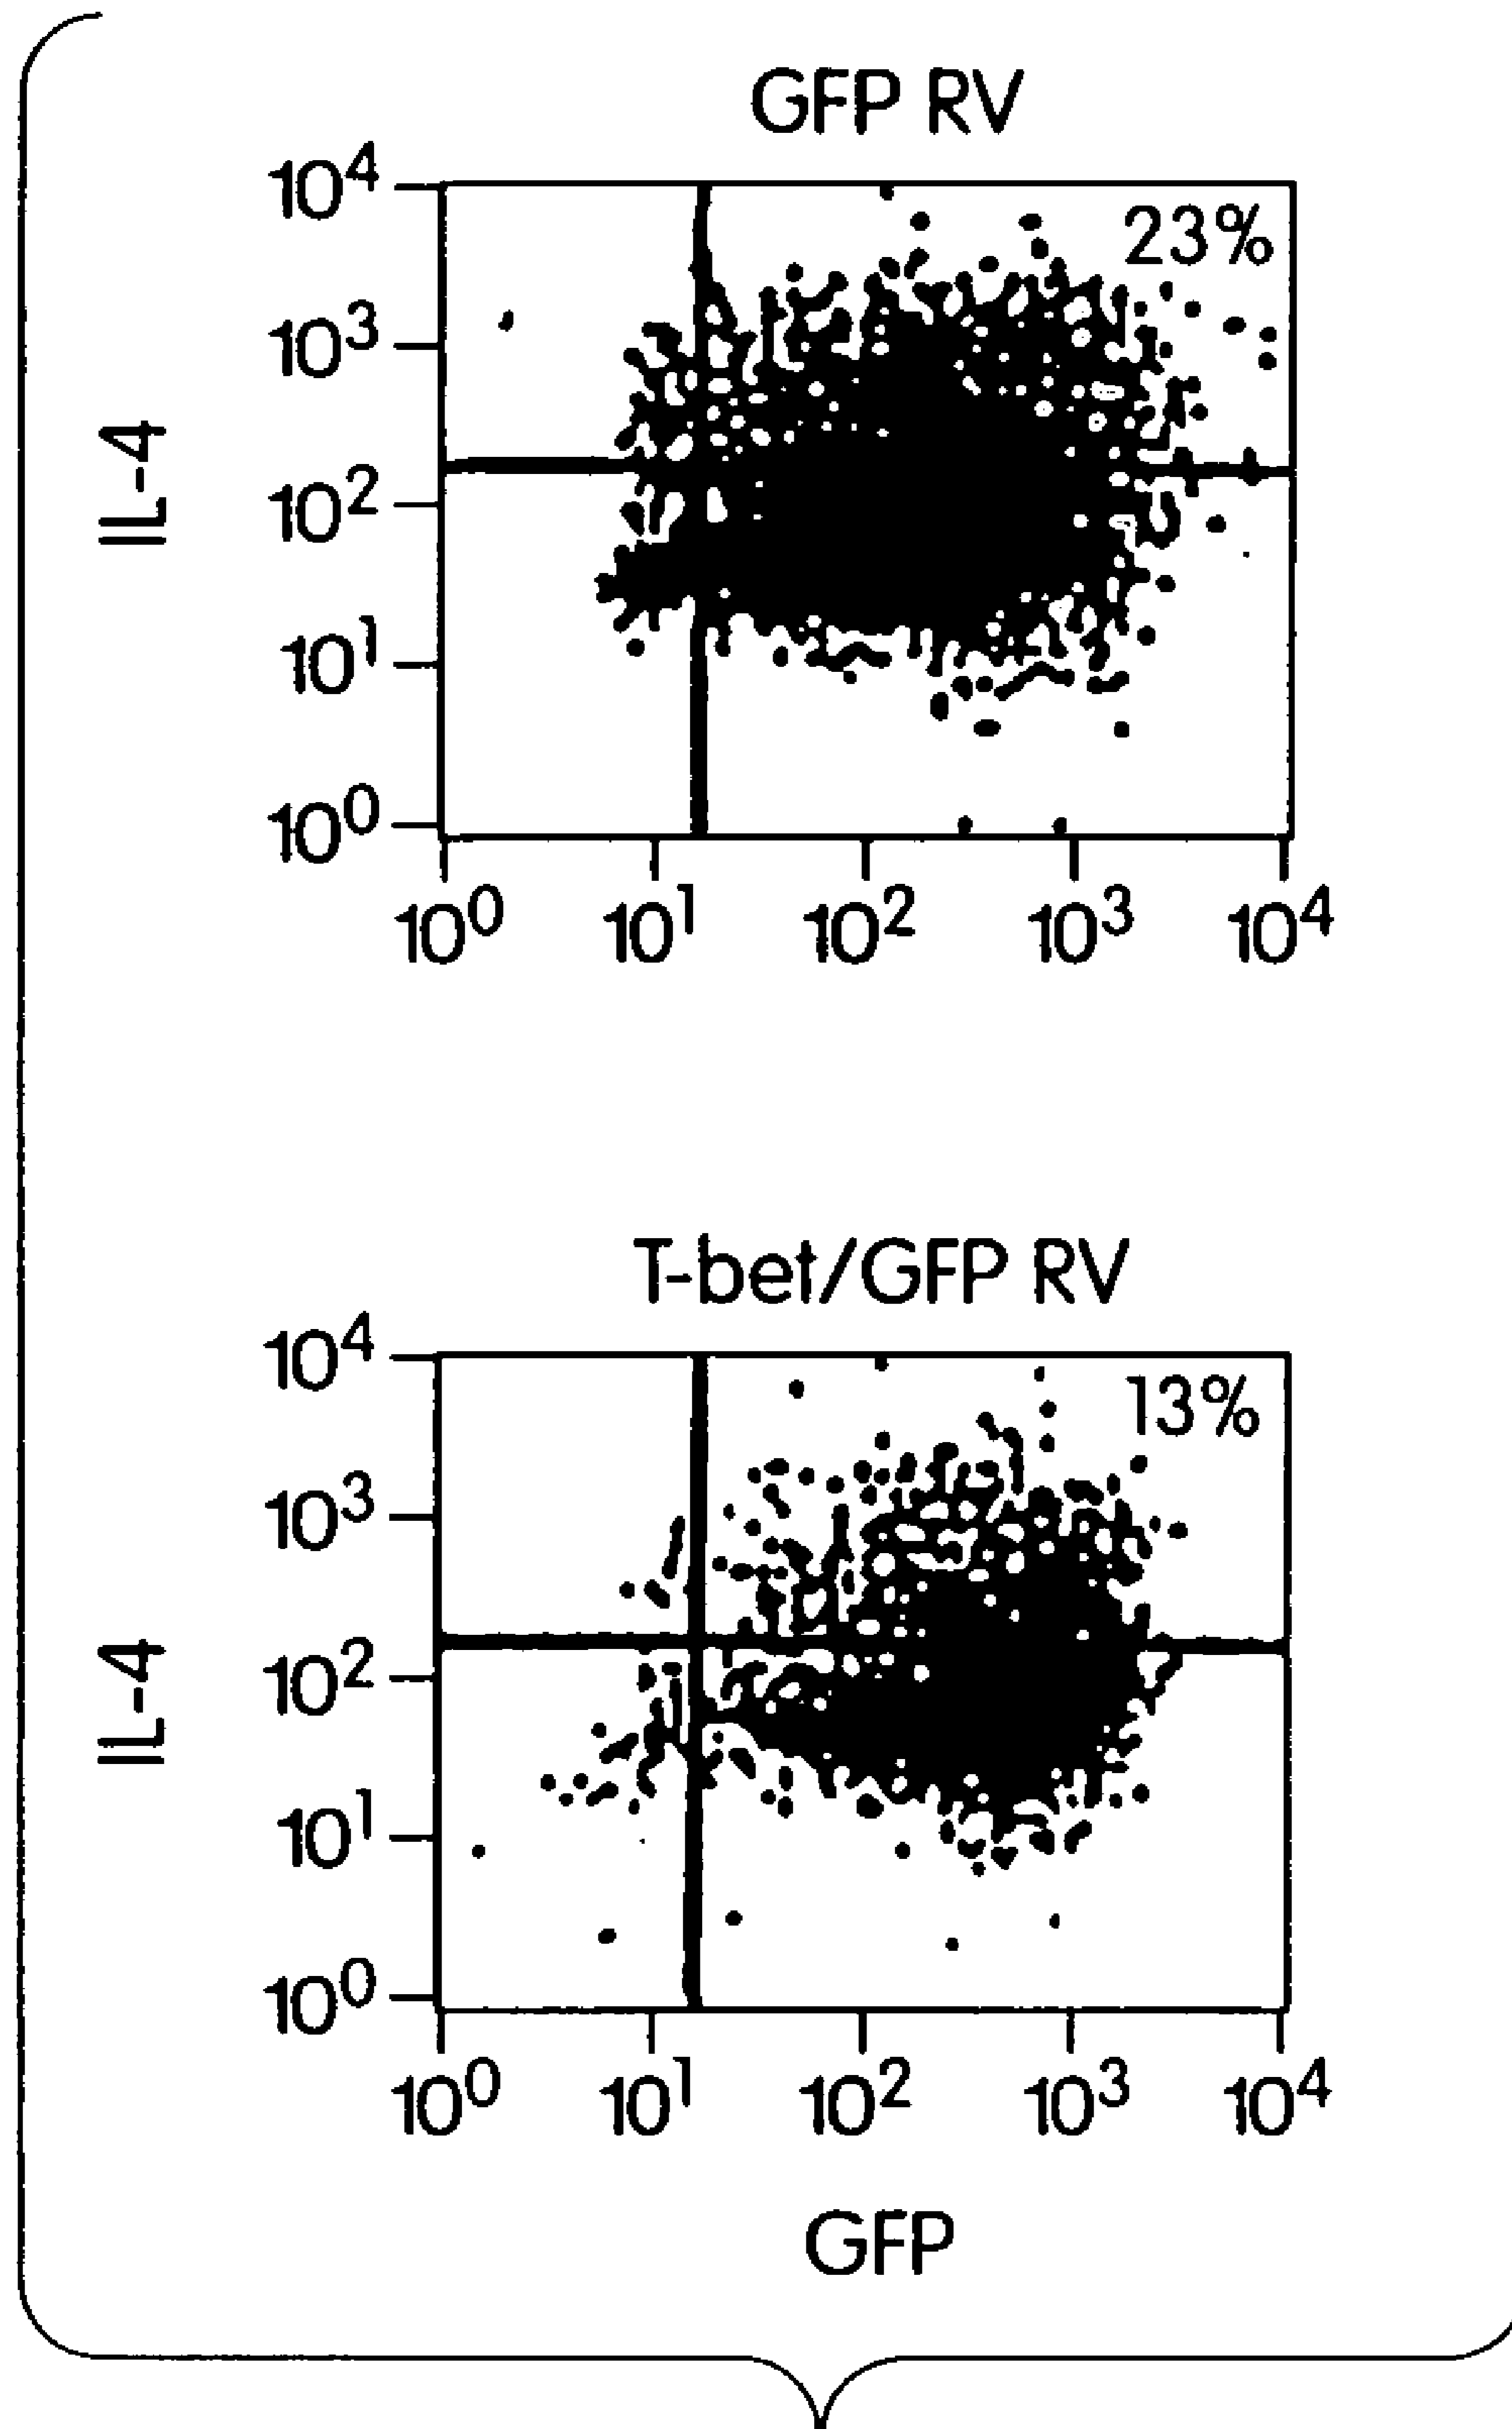 GFP RV
23%
IL-4
10⁴
10³
10²
10¹
10⁰
10⁰ 10¹ 10² 10³ 10⁴
T-bet/GFP RV
13%
IL-4
10⁴
10³
10²
10¹
10⁰
10⁰ 10¹ 10² 10³ 10⁴
GFP